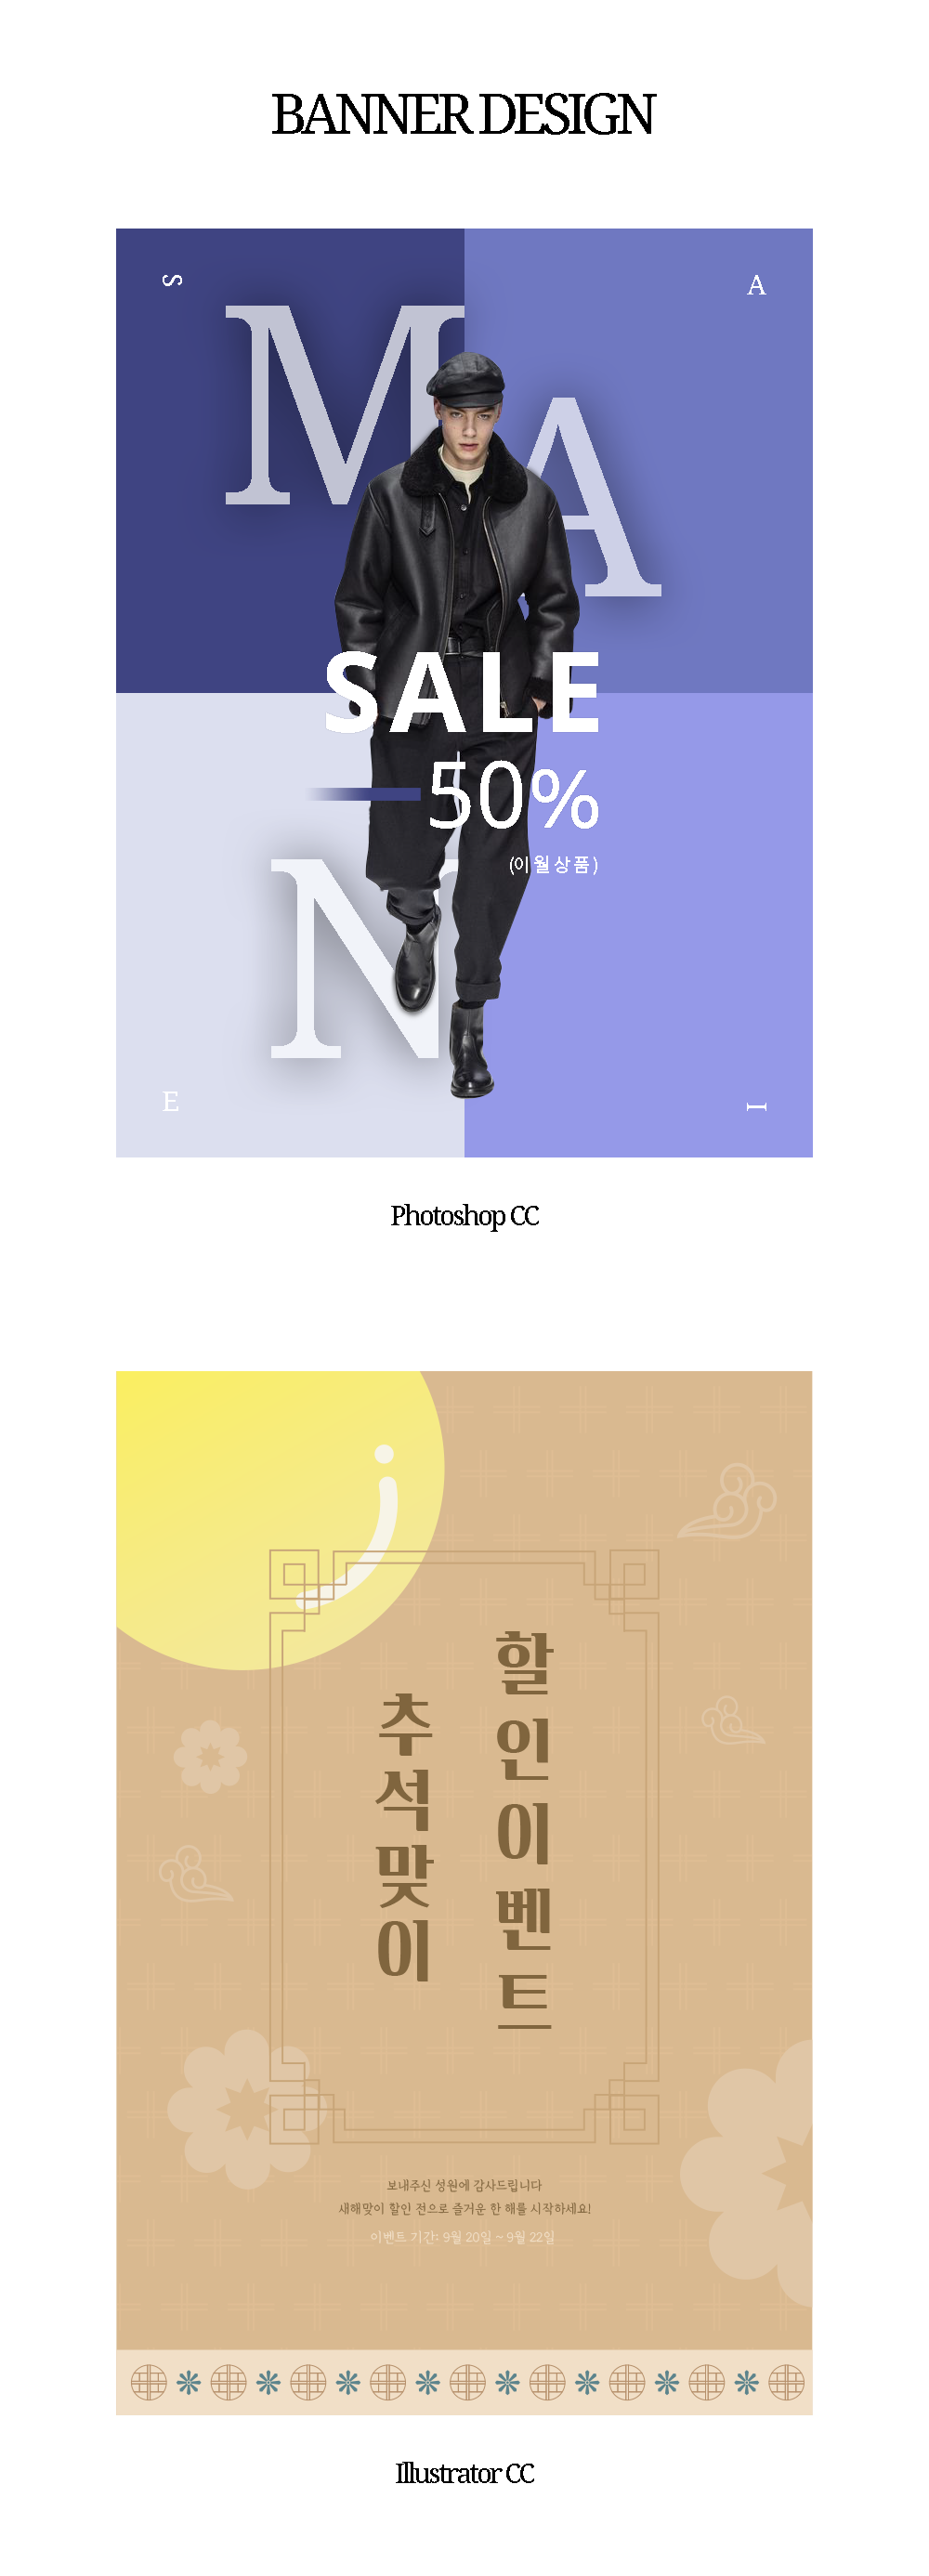 BANNER DESIGN
S
A
M
A
SALE
50%
(이월상품)
N
E
I
Photoshop CC
할인이벤트
추석맞이
보내주신 성원에 감사드립니다
새해맞이 할인 전으로 즐거운 한 해를 시작하세요!
이벤트 기간: 9월 20일 ~ 9월 22일
Illustrator CC